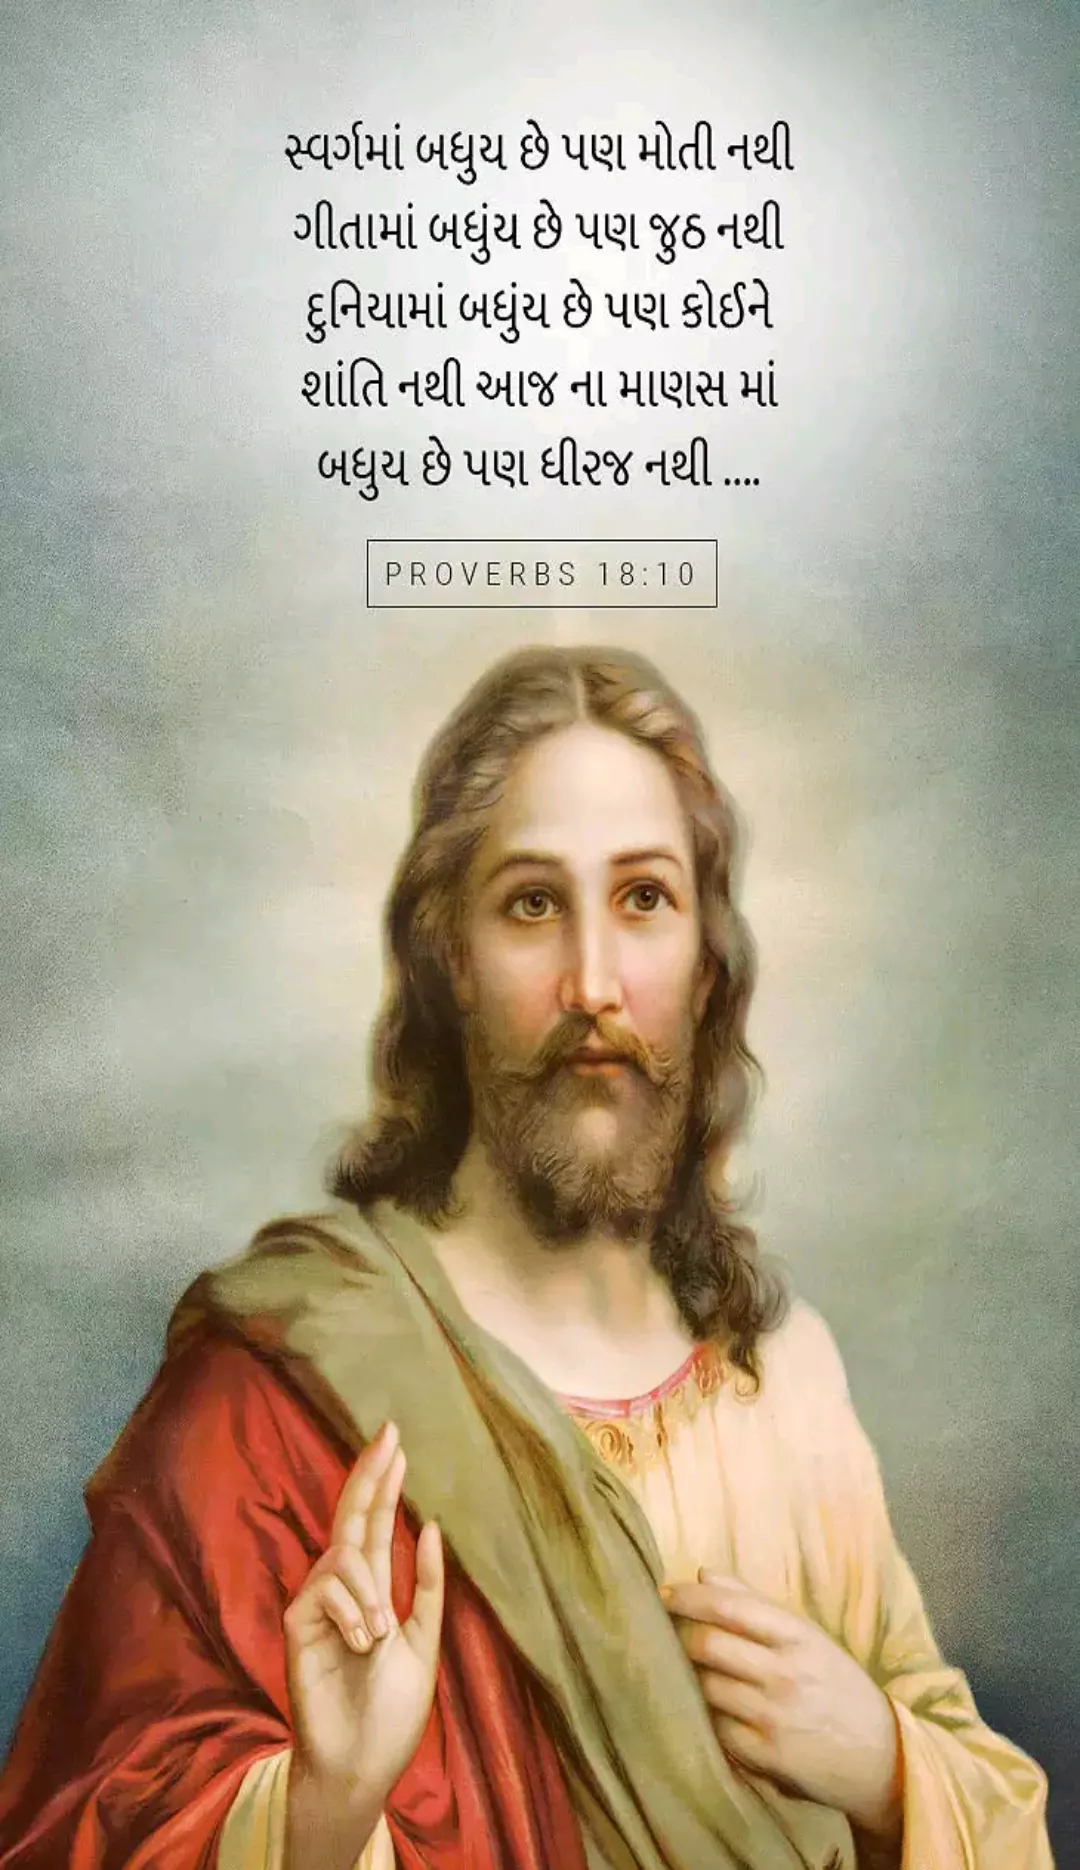 સ્વર્ગમાં બધુય છે પણ મોતી નથી
ગીતામાં બધુંય છે પણ જુઠ નથી
દુનિયામાં બધુંય છે પણ કોઈને
શાંતિ નથી આજ ના માણસ માં
બધુય છે પણ ધીરજ નથી ....
PROVERBS 18:10